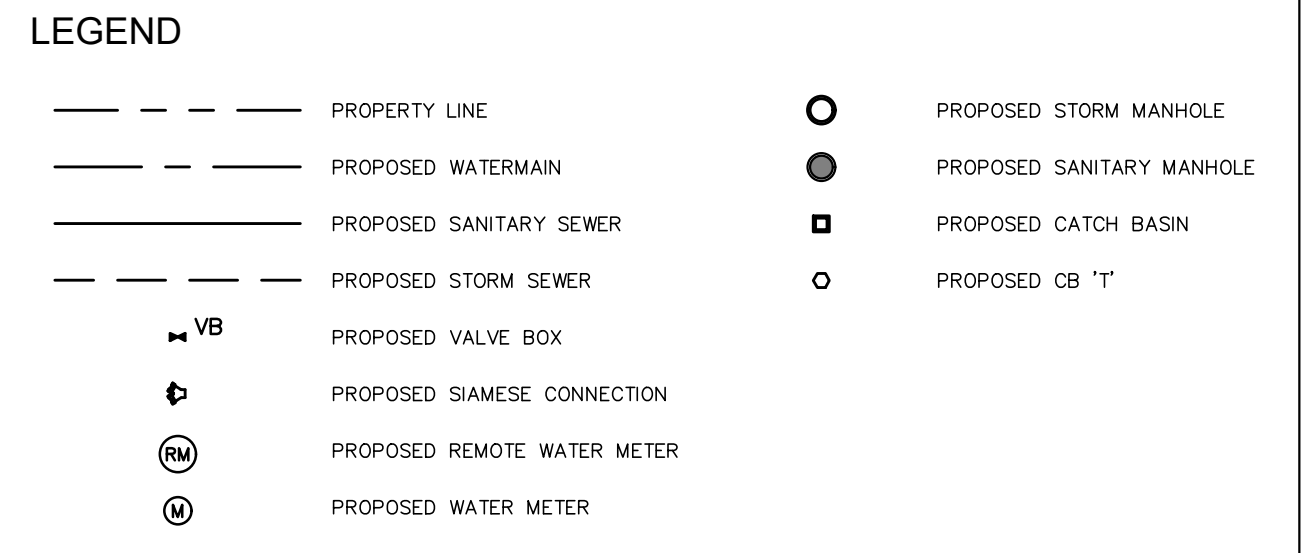 LEGEND
PROPERTY LINE
PROPOSED WATERMAIN
PROPOSED SANITARY SEWER
PROPOSED STORM SEWER
VB PROPOSED VALVE BOX
PROPOSED SIAMESE CONNECTION
RM PROPOSED REMOTE WATER METER
M PROPOSED WATER METER
PROPOSED STORM MANHOLE
PROPOSED SANITARY MANHOLE
PROPOSED CATCH BASIN
PROPOSED CB 'T'